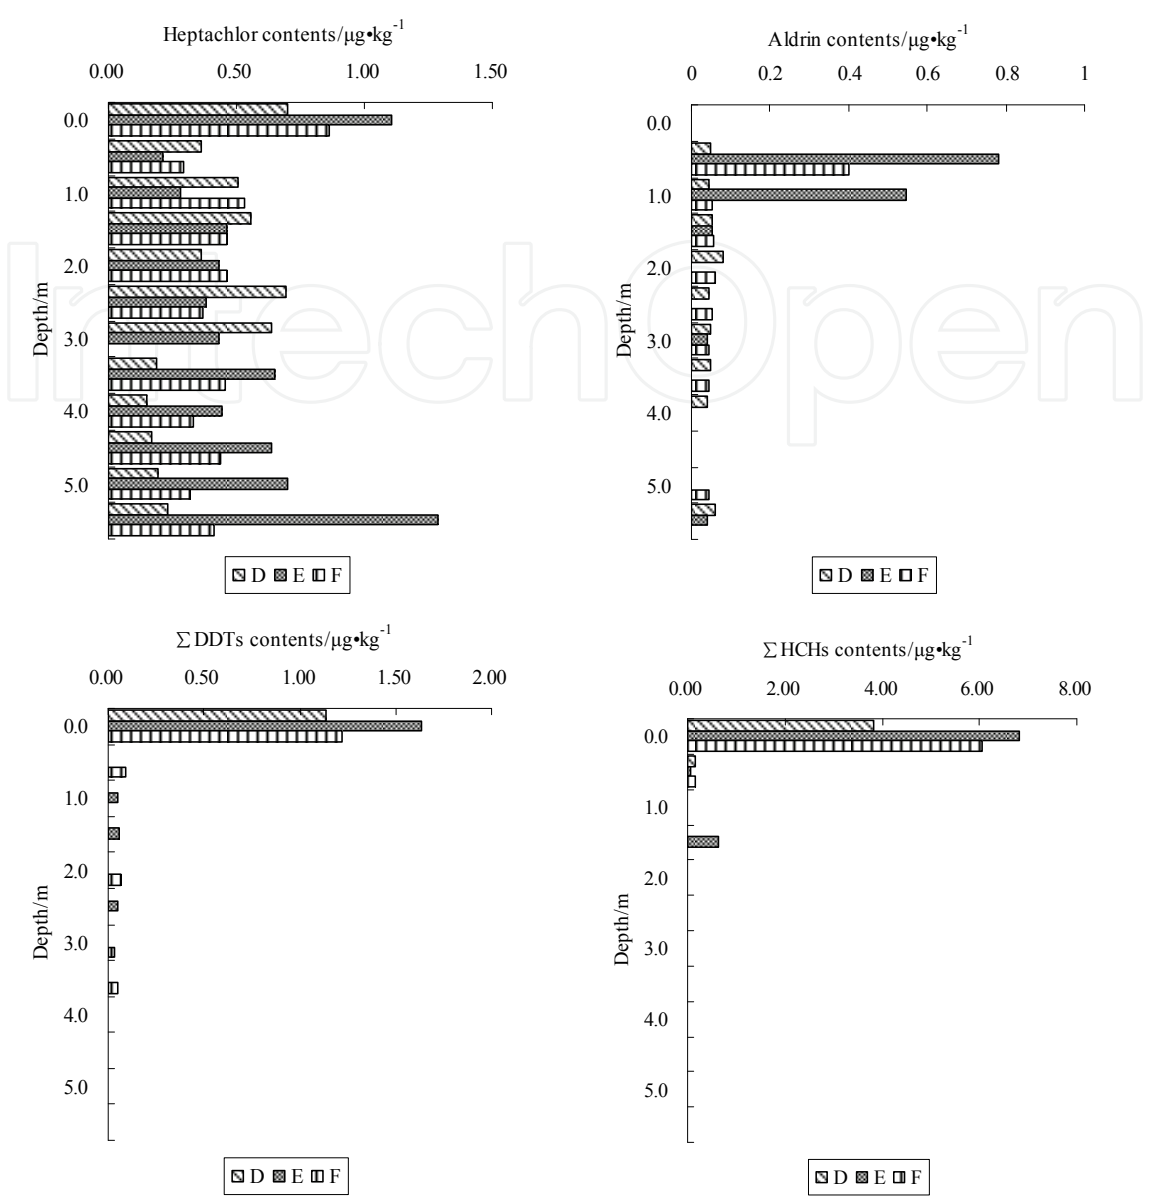 Heptachlor contents/μg•kg-1
0.00 0.50 1.00 1.50
0.0
1.0
2.0
3.0
4.0
5.0
Depth/m
D E F
Aldrin contents/μg•kg-1
0 0.2 0.4 0.6 0.8 1
0.0
1.0
2.0
3.0
4.0
5.0
Depth/m
D E F
∑DDTs contents/μg•kg-1
0.00 0.50 1.00 1.50 2.00
0.0
1.0
2.0
3.0
4.0
5.0
Depth/m
D E F
∑HCHs contents/μg•kg-1
0.00 2.00 4.00 6.00 8.00
0.0
1.0
2.0
3.0
4.0
5.0
Depth/m
D E F
IntechOpen